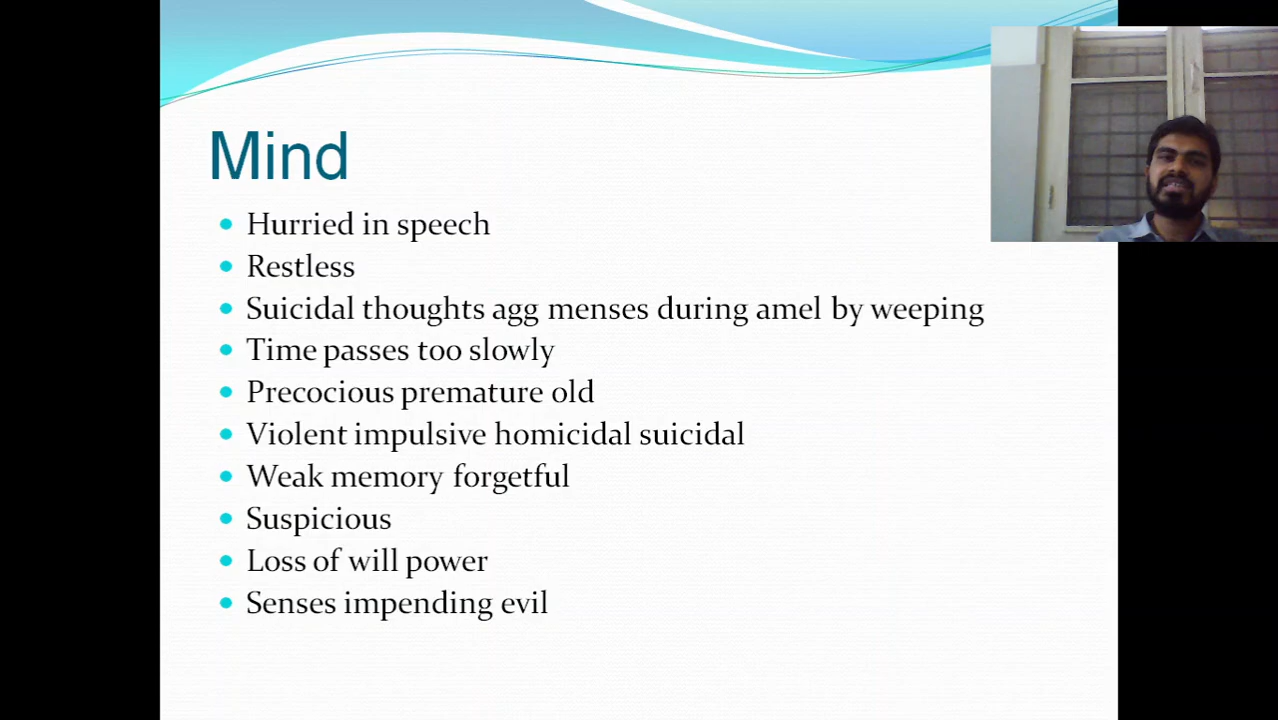 Mind
Hurried in speech
Restless
Suicidal thoughts agg menses during amel by weeping
Time passes too slowly
Precocious premature old
Violent impulsive homicidal suicidal
Weak memory forgetful
Suspicious
Loss of will power
Senses impending evil